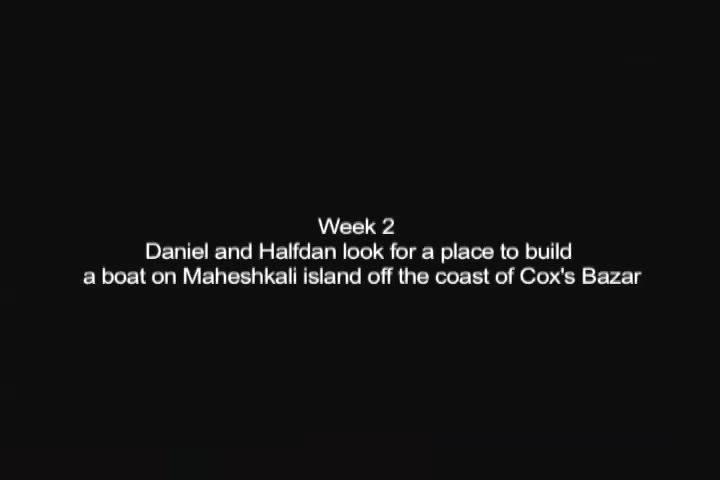 Week 2
Daniel and Halfdan look for a place to build
a boat on Maheshkali island off the coast of Cox's Bazar